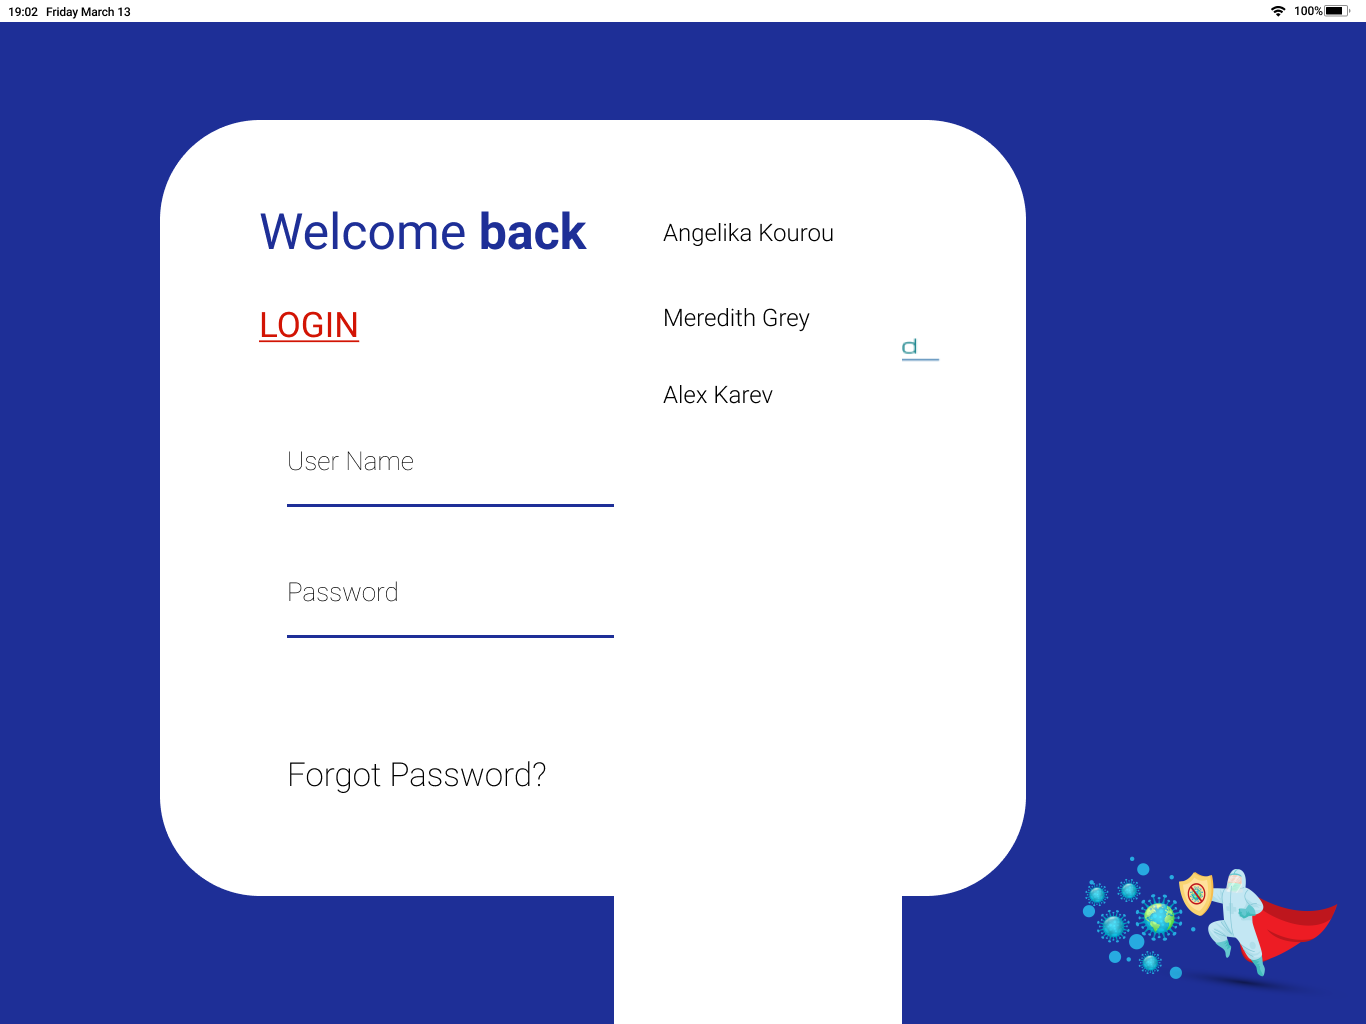 19:02 Friday March 13
100%
Welcome back
LOGIN
User Name
Password
Forgot Password?
Angelika Kourou
Meredith Grey
d
Alex Karev